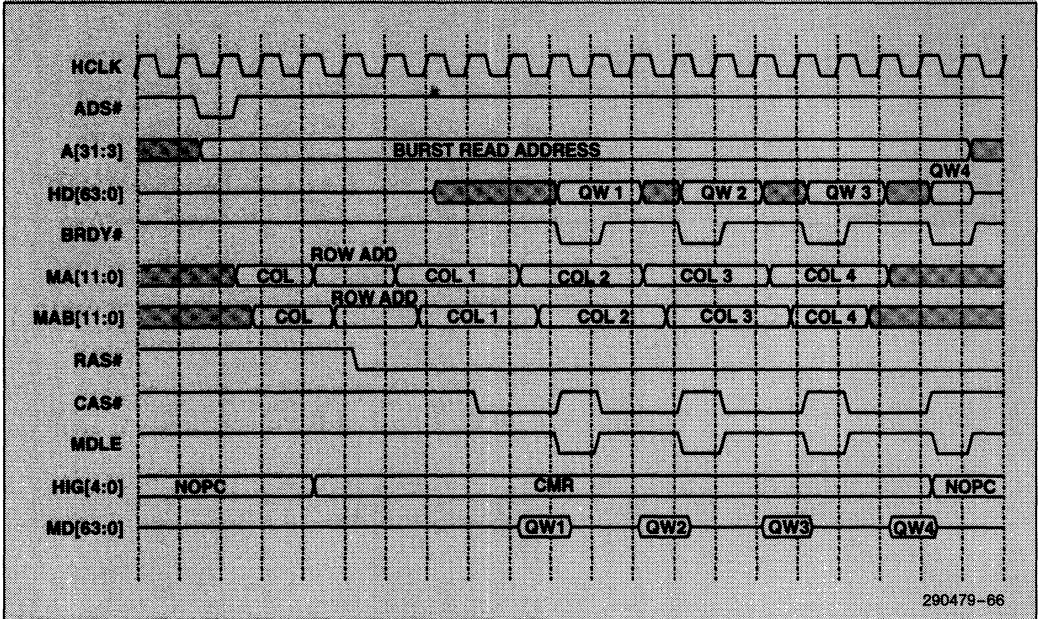 HCLK
ADS#
A[31:3] BURST READ ADDRESS
QW4
HD[63:0] QW 1 QW 2 QW 3
BRDY#
ROW ADD
MA[11:0] COL COL 1 COL 2 COL 3 COL 4
ROW ADD
MAB[11:0] COL COL 1 COL 2 COL 3 COL 4
RAS#
CAS#
MDLE
HIG[4:0] NOPC CMR NOPC
MD[63:0] QW1 QW2 QW3 QW4
290479-66